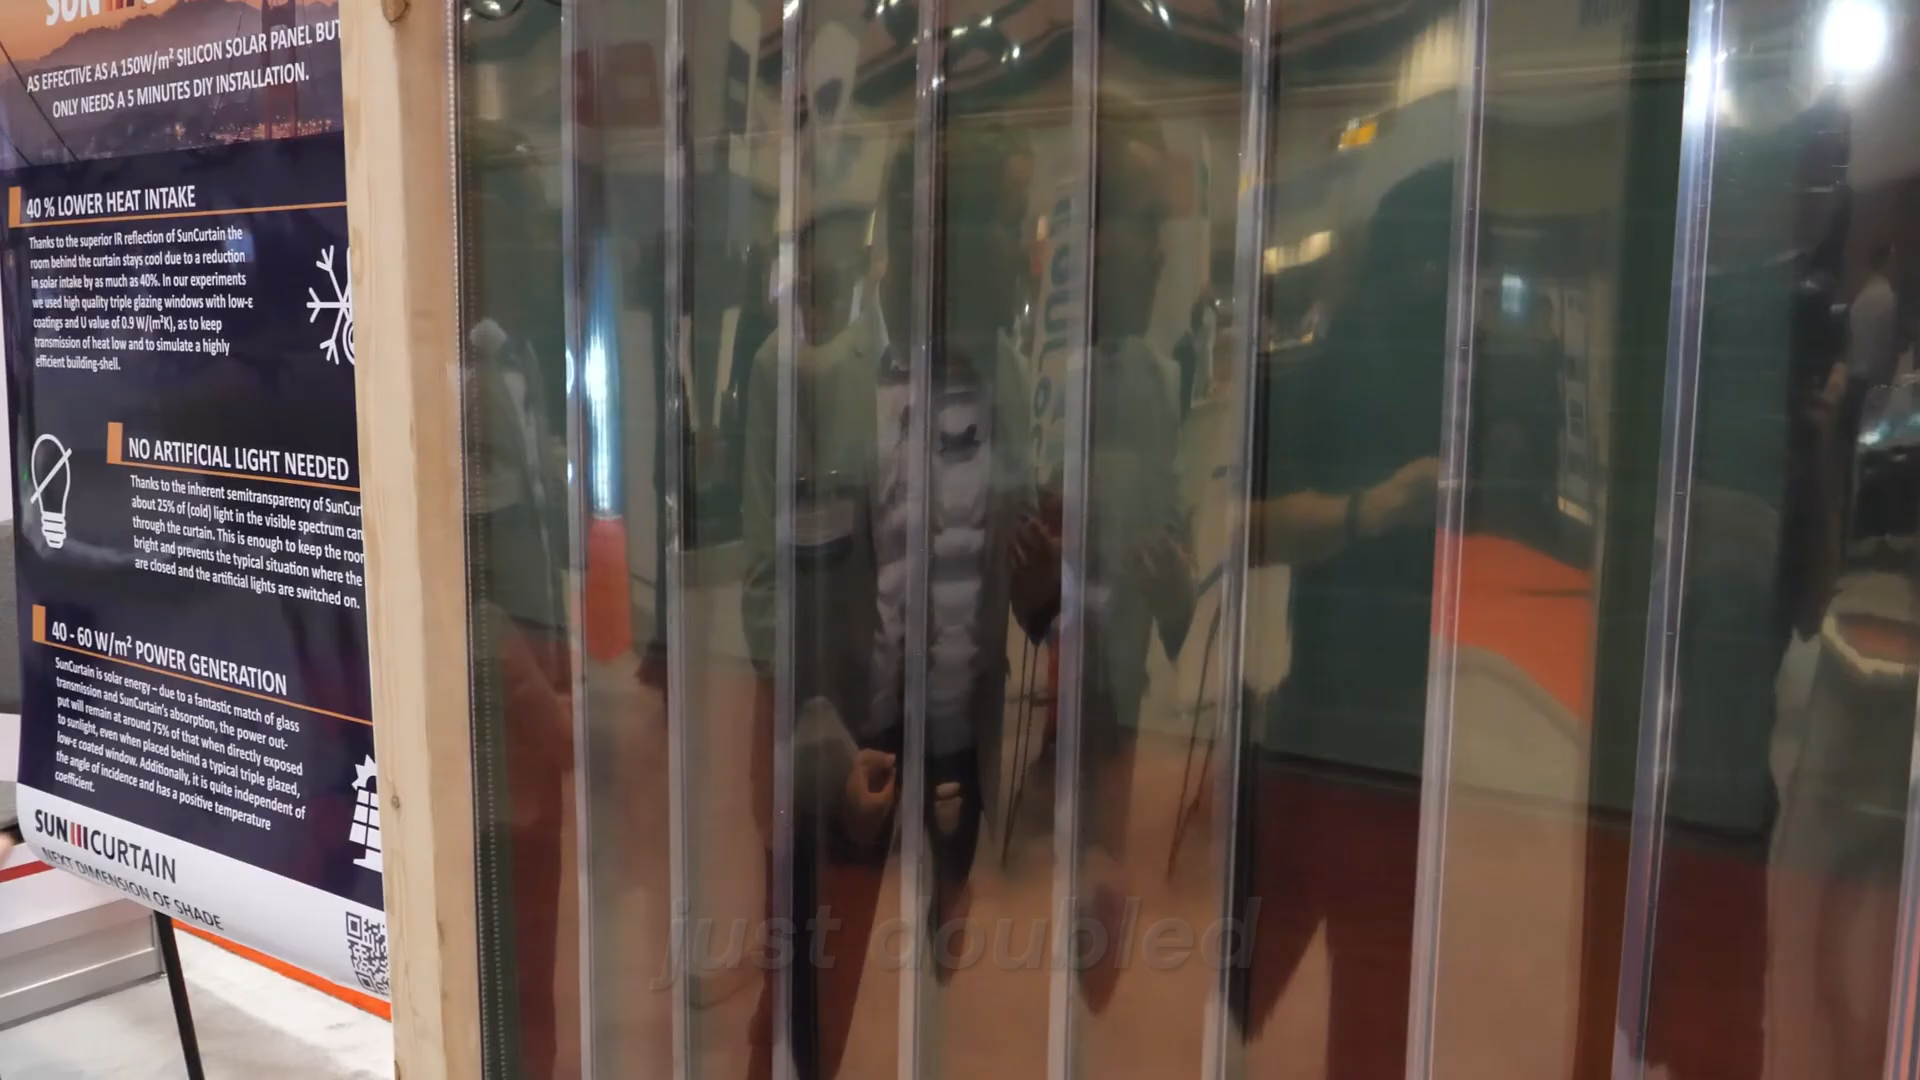 SUN
AS EFFECTIVE AS A 150W/m² SILICON SOLAR PANEL BUT
ONLY NEEDS A 5 MINUTES DIY INSTALLATION.
40 % LOWER HEAT INTAKE
Thanks to the superior IR reflection of SunCurtain the
room behind the curtain stays cool due to a reduction
in solar intake by as much as 40%. In our experiments
we used high quality triple glazing windows with low-ε
coatings and U value of 0.9 W/(m²K), as to keep
transmission of heat low and to simulate a highly
efficient building-shell.
NO ARTIFICIAL LIGHT NEEDED
Thanks to the inherent semitransparency of SunCur
about 25% of (cold) light in the visible spectrum can
through the curtain. This is enough to keep the roor
bright and prevents the typical situation where the
are closed and the artificial lights are switched on.
40 - 60 W/m² POWER GENERATION
SunCurtain is solar energy – due to a fantastic match of glass
transmission and SunCurtain's absorption, the power out-
put will remain at around 75% of that when directly exposed
to sunlight, even when placed behind a typical triple glazed,
low-ε coated window. Additionally, it is quite independent of
the angle of incidence and has a positive temperature
coefficient.
SUN CURTAIN
NEXT DIMENSION OF SHADE
just doubled